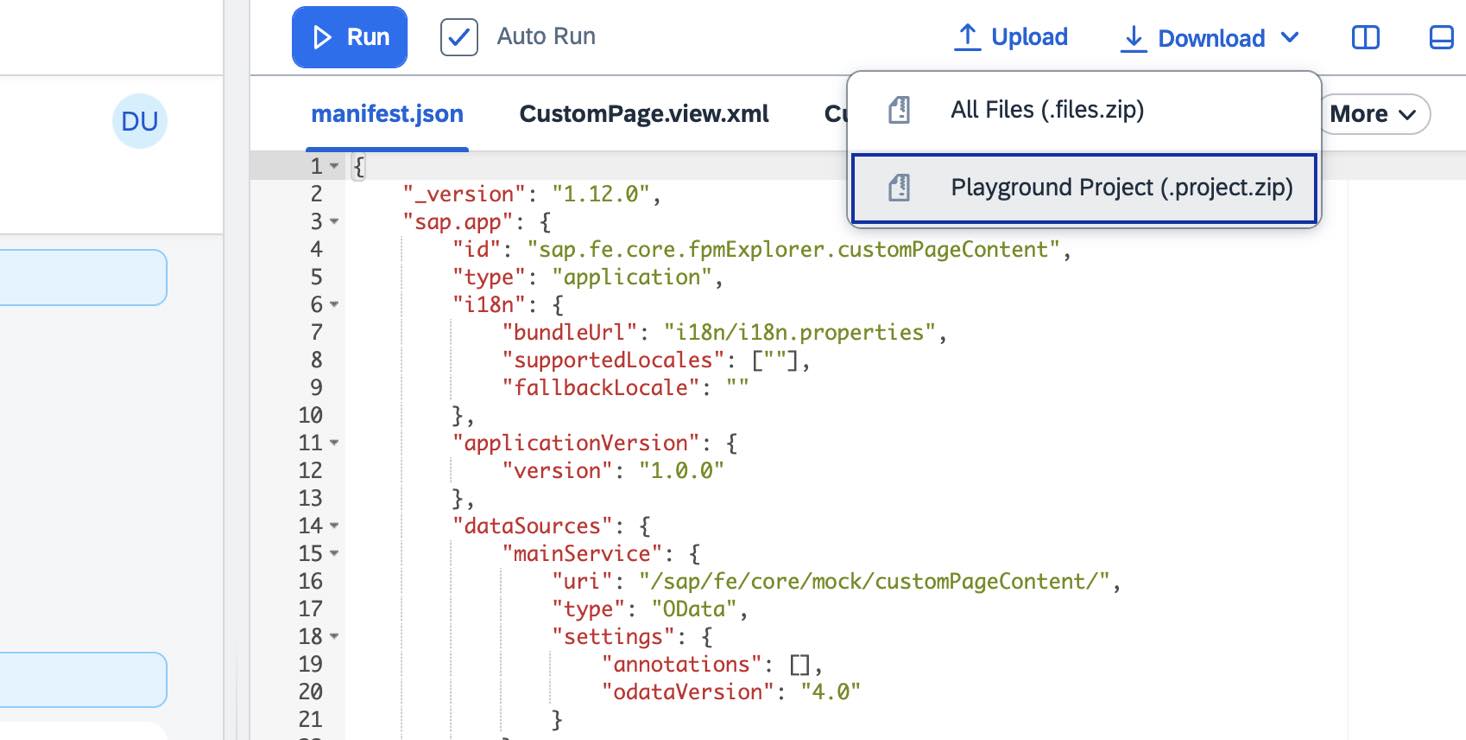 Run Auto Run Upload Download
DU
manifest.json CustomPage.view.xml More
All Files (.files.zip)
Playground Project (.project.zip)
1 {
2 "_version": "1.12.0",
3 "sap.app": {
4 "id": "sap.fe.core.fpmExplorer.customPageContent",
5 "type": "application",
6 "i18n": {
7 "bundleUrl": "i18n/i18n.properties",
8 "supportedLocales": [""],
9 "fallbackLocale": ""
10 },
11 "applicationVersion": {
12 "version": "1.0.0"
13 },
14 "dataSources": {
15 "mainService": {
16 "uri": "/sap/fe/core/mock/customPageContent/",
17 "type": "OData",
18 "settings": {
19 "annotations": [],
20 "odataVersion": "4.0"
21 }